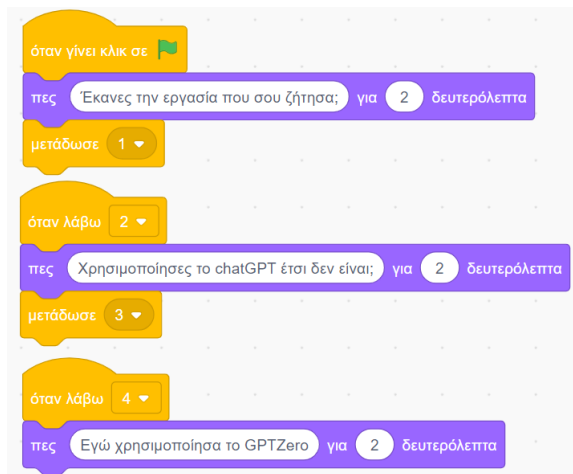 όταν γίνει κλικ σε
πες Έκανες την εργασία που σου ζήτησα; για 2 δευτερόλεπτα
μετάδωσε 1
όταν λάβω 2
πες Χρησιμοποίησες το chatGPT έτσι δεν είναι; για 2 δευτερόλεπτα
μετάδωσε 3
όταν λάβω 4
πες Εγώ χρησιμοποίησα το GPTZero για 2 δευτερόλεπτα